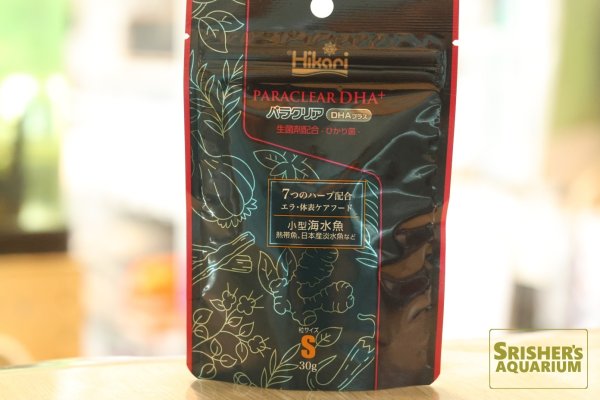 Hikari
PARACLEAR DHA+
パラクリア DHAプラス
生菌剤配合 -ひかり菌-
7つのハーブ配合
エラ・体表ケアフード
小型海水魚
熱帯魚、日本産淡水魚など
粒サイズ
S
30g
SRISHER'S
AQUARIUM